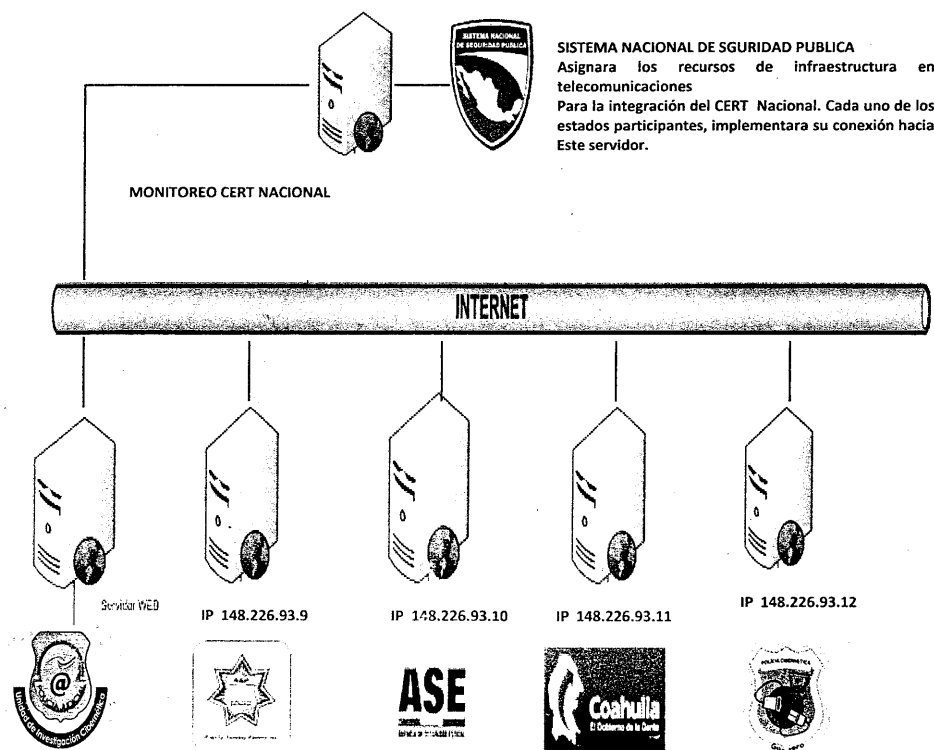 SISTEMA NACIONAL
DE SEGURIDAD PUBLICA
SISTEMA NACIONAL DE SGURIDAD PUBLICA
Asignara los recursos de infraestructura en
telecomunicaciones
Para la integración del CERT Nacional. Cada uno de los
estados participantes, implementara su conexión hacia
Este servidor.
MONITOREO CERT NACIONAL
INTERNET
Servidor WEB
IP 148.226.93.9
IP 148.226.93.10
IP 148.226.93.11
IP 148.226.93.12
@
Unidad de Investigación Cibernética
ASE
Coahuila
El Gobierno de la Gente
POLICIA CIBERNETICA
Guerrero